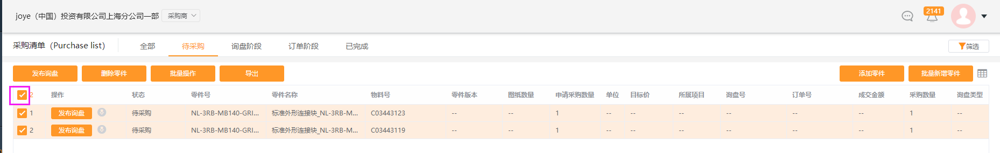 joye（中国）投资有限公司上海分公司一部 采购商 2141
采购清单（Purchase list） 全部 待采购 询盘阶段 订单阶段 已完成 筛选
发布询盘 删除零件 批量操作 导出 添加零件 批量新增零件
2 操作 状态 零件号 零件名称 物料号 零件版本 图纸数量 申请采购数量 单位 目标价 所属项目 询盘号 订单号 成交金额 采购数量 询盘类型
1 发布询盘 待采购 NL-3RB-MB140-GRI... 标准外形连接块_NL-3RB-M... C03443123 -- -- 1 -- -- -- -- -- -- 1 --
2 发布询盘 待采购 NL-3RB-MB140-GRI... 标准外形连接块_NL-3RB-M... C03443119 -- -- 1 -- -- -- -- -- -- 1 --